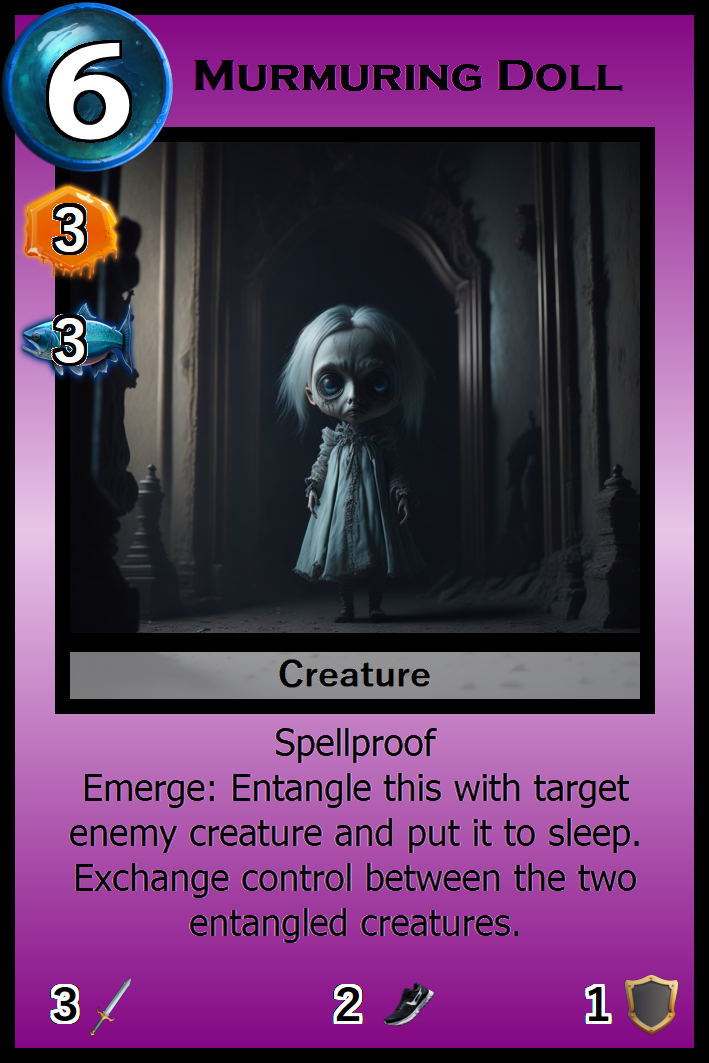 6
Murmuring Doll
3
3
Creature
Spellproof
Emerge: Entangle this with target
enemy creature and put it to sleep.
Exchange control between the two
entangled creatures.
3 2 1